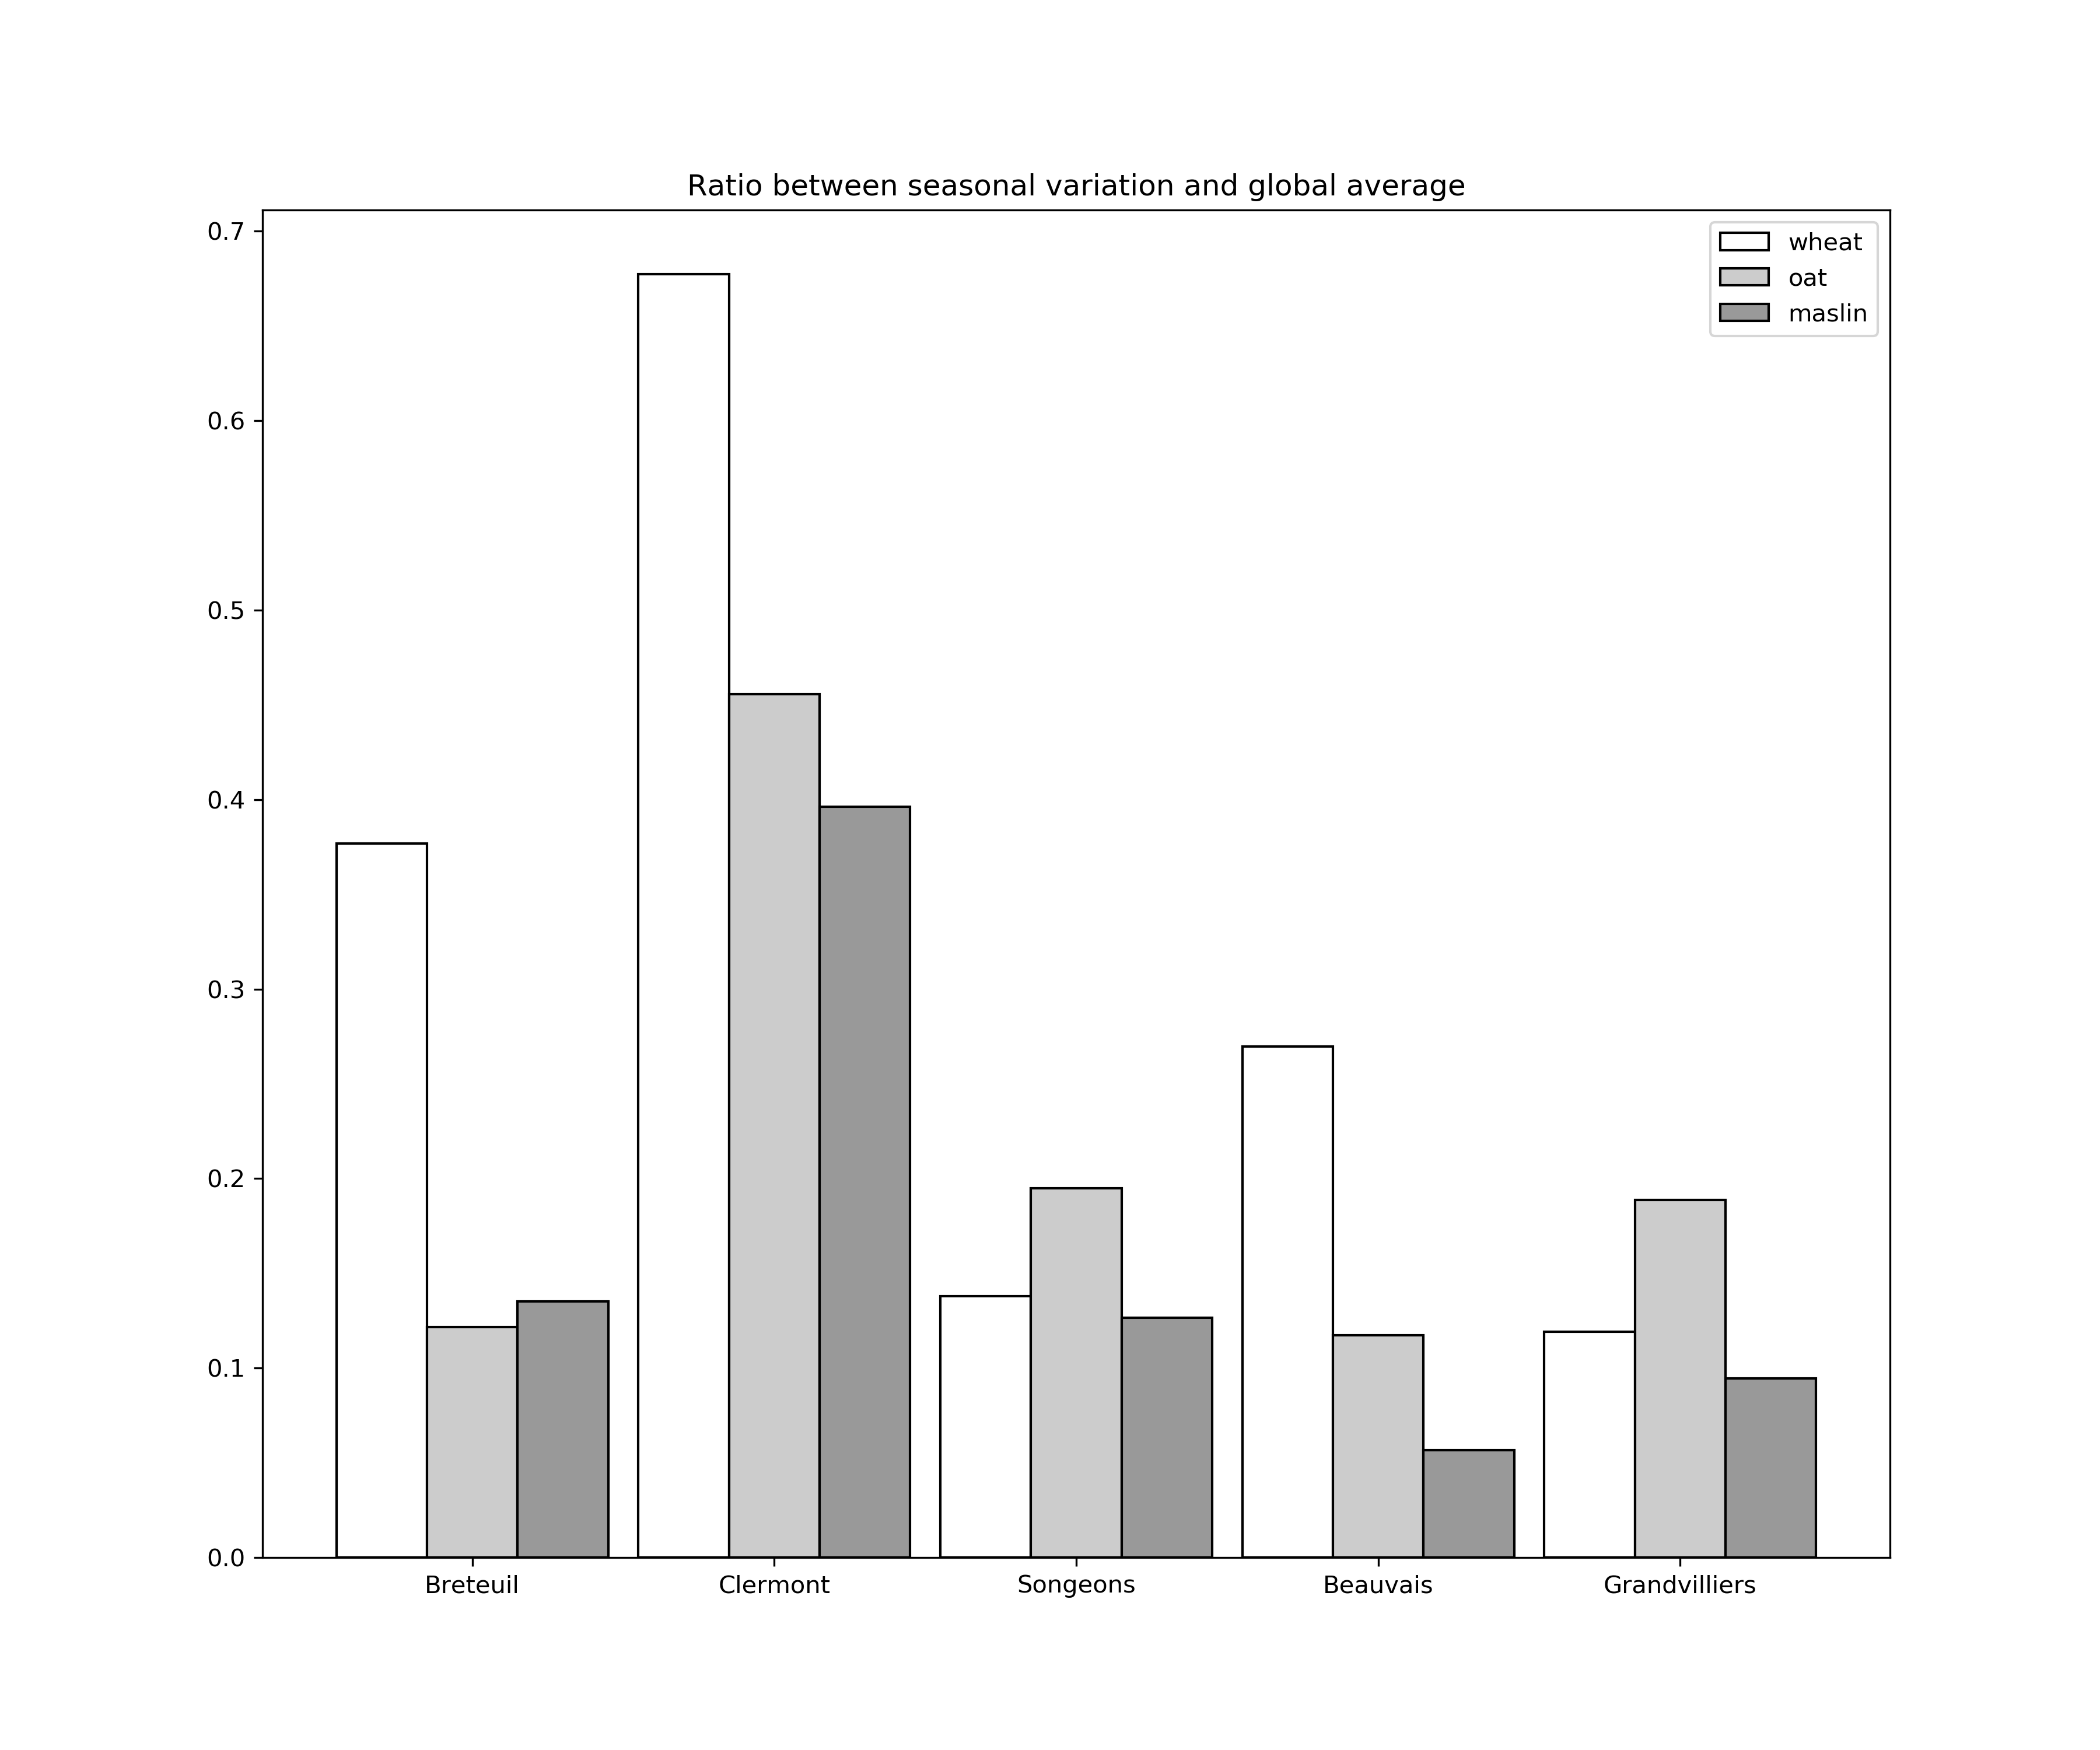 Ratio between seasonal variation and global average
wheat
oat
maslin
0.7
0.6
0.5
0.4
0.3
0.2
0.1
0.0
Breteuil Clermont Songeons Beauvais Grandvilliers